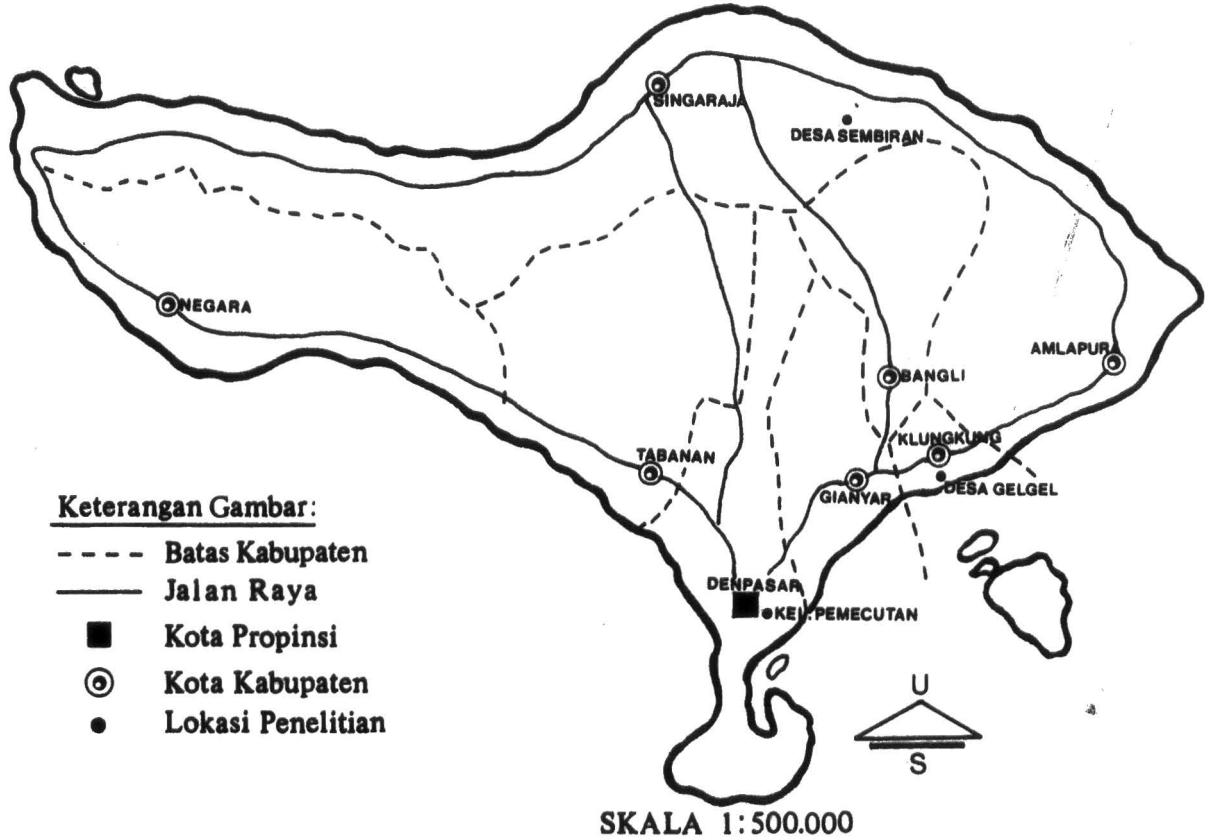 SINGARAJA
DESA SEMBIRAN
NEGARA
AMLAPURA
BANGLI
KLUNGKUNG
TABANAN
GIANYAR
DESA GELGEL
DENPASAR
KEL. PEMECUTAN
Keterangan Gambar:
Batas Kabupaten
Jalan Raya
Kota Propinsi
Kota Kabupaten
Lokasi Penelitian
U
S
SKALA 1:500.000